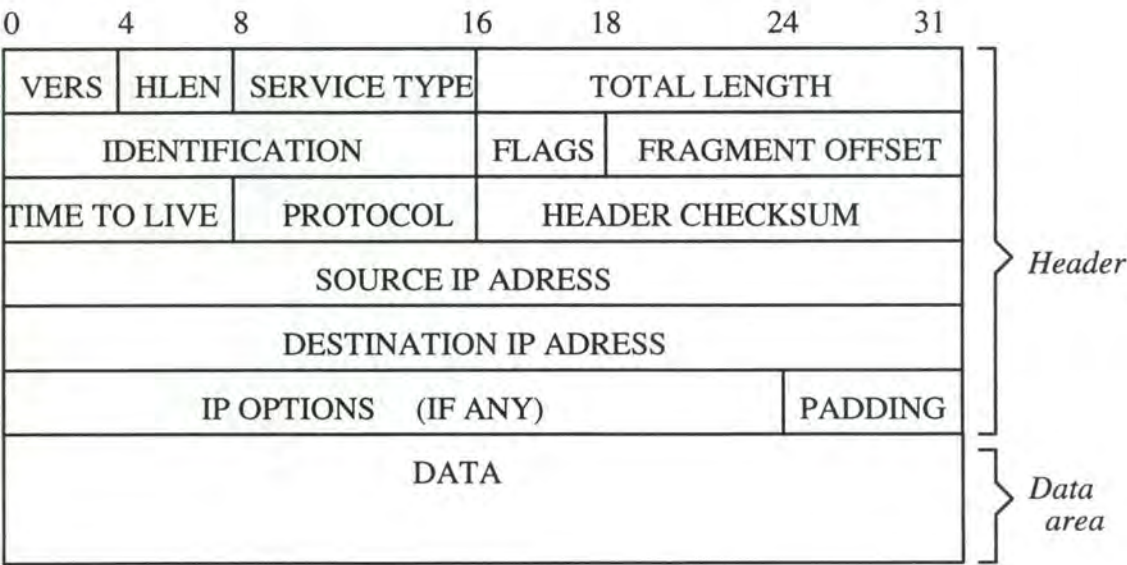 0 4 8 16 18 24 31
VERS HLEN SERVICE TYPE TOTAL LENGTH
IDENTIFICATION FLAGS FRAGMENT OFFSET
TIME TO LIVE PROTOCOL HEADER CHECKSUM
SOURCE IP ADRESS
DESTINATION IP ADRESS
IP OPTIONS (IF ANY) PADDING
DATA
Header
Data
area